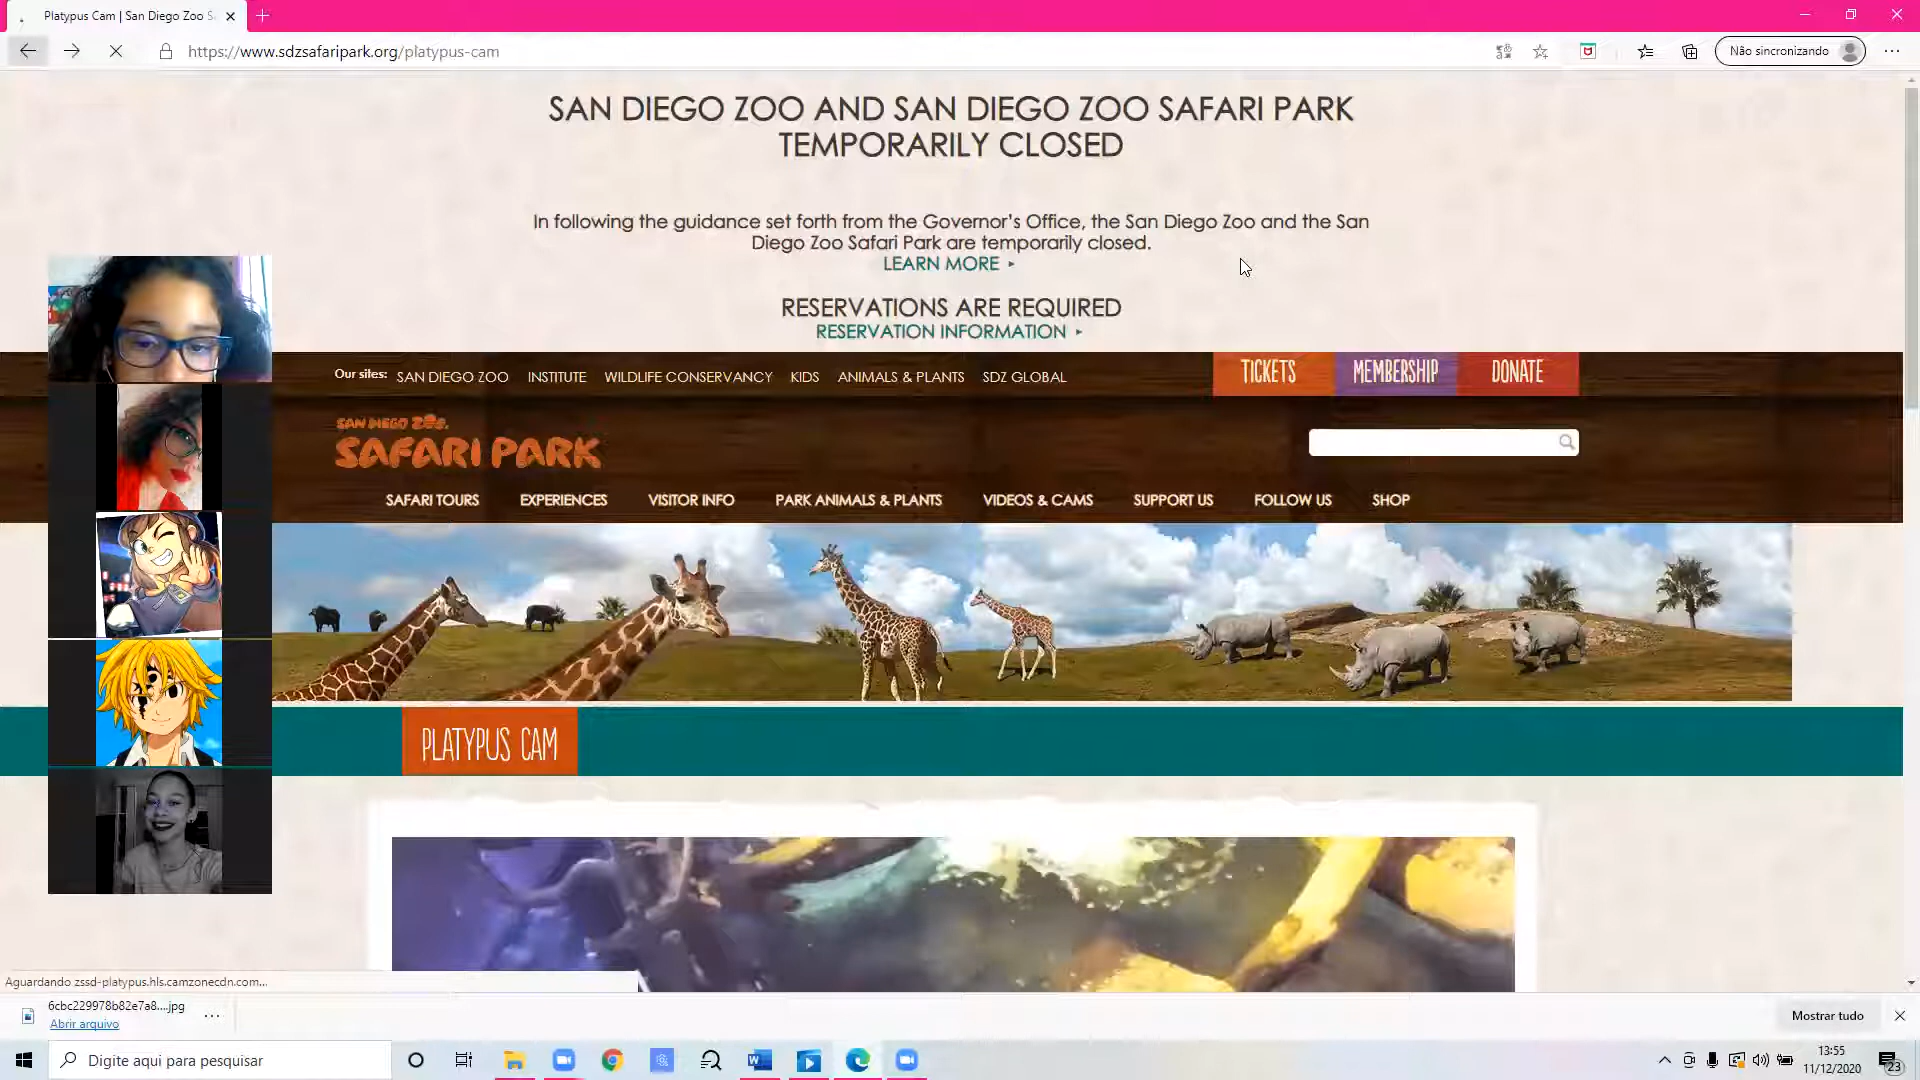 Platypus Cam | San Diego Zoo S
https://www.sdzsafaripark.org/platypus-cam
Não sincronizando
SAN DIEGO ZOO AND SAN DIEGO ZOO SAFARI PARK
TEMPORARILY CLOSED
In following the guidance set forth from the Governor's Office, the San Diego Zoo and the San
Diego Zoo Safari Park are temporarily closed.
LEARN MORE ▸
RESERVATIONS ARE REQUIRED
RESERVATION INFORMATION ▸
Our sites: SAN DIEGO ZOO INSTITUTE WILDLIFE CONSERVANCY KIDS ANIMALS & PLANTS SDZ GLOBAL
TICKETS MEMBERSHIP DONATE
SAN DIEGO ZOO
SAFARI PARK
SAFARI TOURS EXPERIENCES VISITOR INFO PARK ANIMALS & PLANTS VIDEOS & CAMS SUPPORT US FOLLOW US SHOP
PLATYPUS CAM
Aguardando zssd-platypus.hls.camzonecdn.com...
6cbc229978b82e7a8....jpg
Abrir arquivo
Mostrar tudo
Digite aqui para pesquisar
13:55
11/12/2020
23